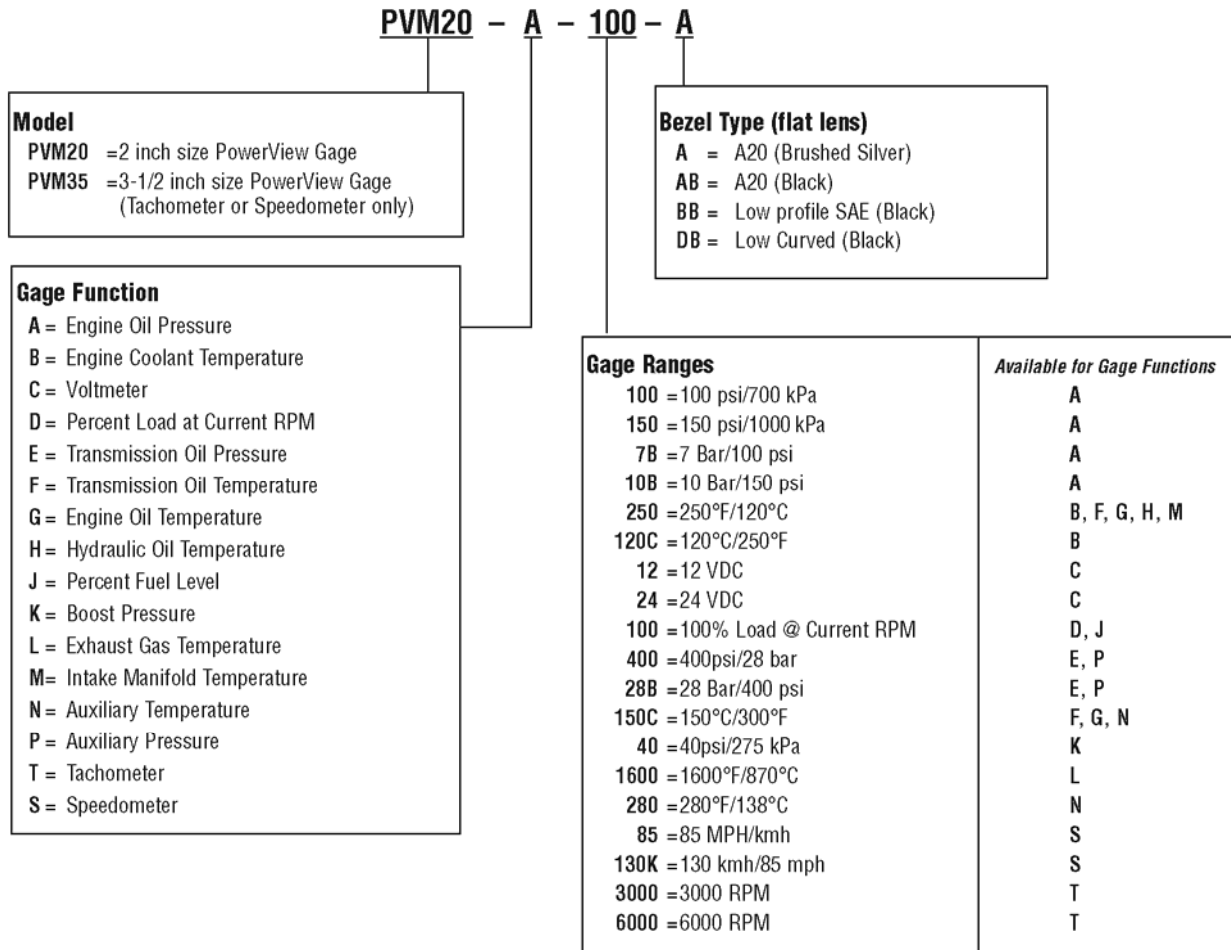 PVM20 – A – 100 – A
Model
PVM20 =2 inch size PowerView Gage
PVM35 =3-1/2 inch size PowerView Gage
(Tachometer or Speedometer only)
Bezel Type (flat lens)
A = A20 (Brushed Silver)
AB = A20 (Black)
BB = Low profile SAE (Black)
DB = Low Curved (Black)
Gage Function
A = Engine Oil Pressure
B = Engine Coolant Temperature
C = Voltmeter
D = Percent Load at Current RPM
E = Transmission Oil Pressure
F = Transmission Oil Temperature
G = Engine Oil Temperature
H = Hydraulic Oil Temperature
J = Percent Fuel Level
K = Boost Pressure
L = Exhaust Gas Temperature
M= Intake Manifold Temperature
N = Auxiliary Temperature
P = Auxiliary Pressure
T = Tachometer
S = Speedometer
Gage Ranges Available for Gage Functions
100 =100 psi/700 kPa A
150 =150 psi/1000 kPa A
7B =7 Bar/100 psi A
10B =10 Bar/150 psi A
250 =250°F/120°C B, F, G, H, M
120C =120°C/250°F B
12 =12 VDC C
24 =24 VDC C
100 =100% Load @ Current RPM D, J
400 =400psi/28 bar E, P
28B =28 Bar/400 psi E, P
150C =150°C/300°F F, G, N
40 =40psi/275 kPa K
1600 =1600°F/870°C L
280 =280°F/138°C N
85 =85 MPH/kmh S
130K =130 kmh/85 mph S
3000 =3000 RPM T
6000 =6000 RPM T